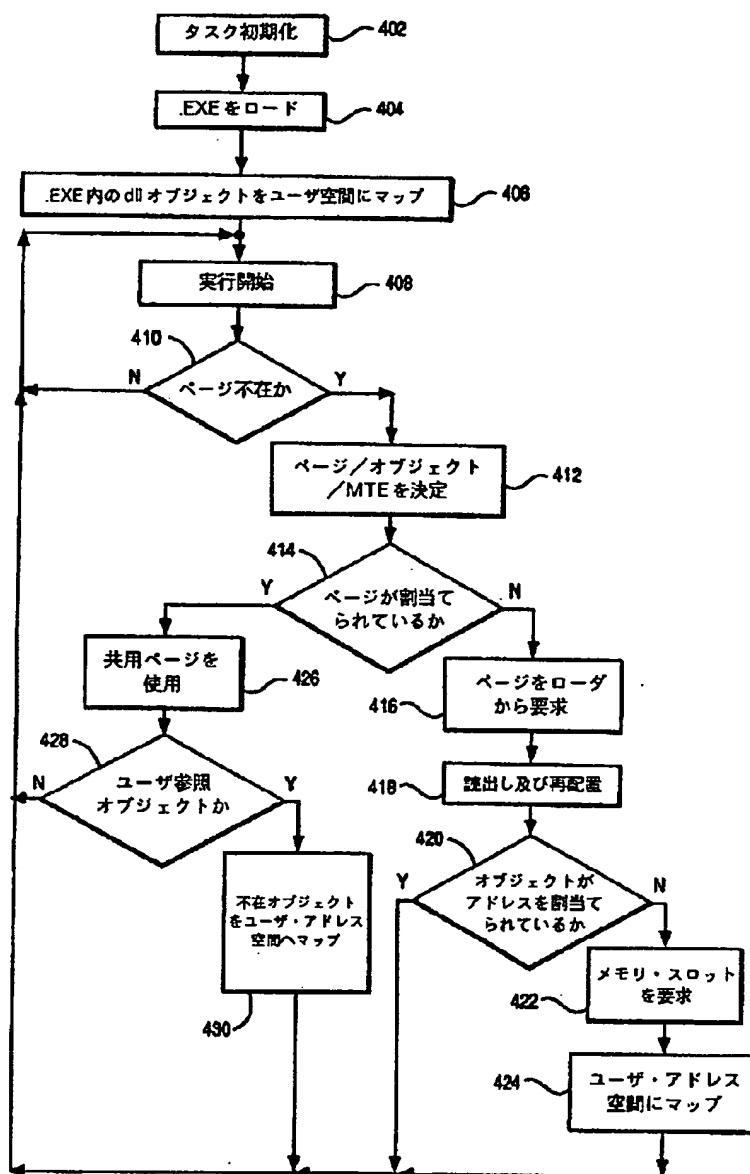 タスク初期化
402
.EXEをロード
404
.EXE内のdllオブジェクトをユーザ空間にマップ
406
実行開始
408
410
N
ページ不在か
Y
ページ/オブジェクト
/MTEを決定
412
414
Y
ページが割当て
られているか
N
共用ページを
使用
426
ページをローダ
から要求
416
428
N
ユーザ参照
オブジェクトか
Y
418
読出し及び再配置
420
Y
オブジェクトが
アドレスを割当て
られているか
N
不在オブジェクト
をユーザ・アドレス
空間へマップ
430
メモリ・スロット
を要求
422
424
ユーザ・アドレス
空間にマップ